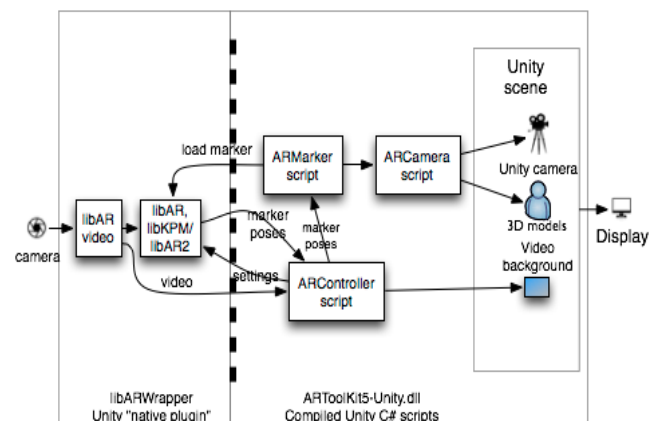 Unity
scene
load marker
ARMarker
script
ARCamera
script
Unity camera
libAR
video
libAR,
libKPM/
libAR2
marker
poses
marker
poses
3D models
camera
Display
Video
background
settings
video
ARController
script
libARWrapper
Unity "native plugin"
ARToolKit5-Unity.dll
Compiled Unity C# scripts